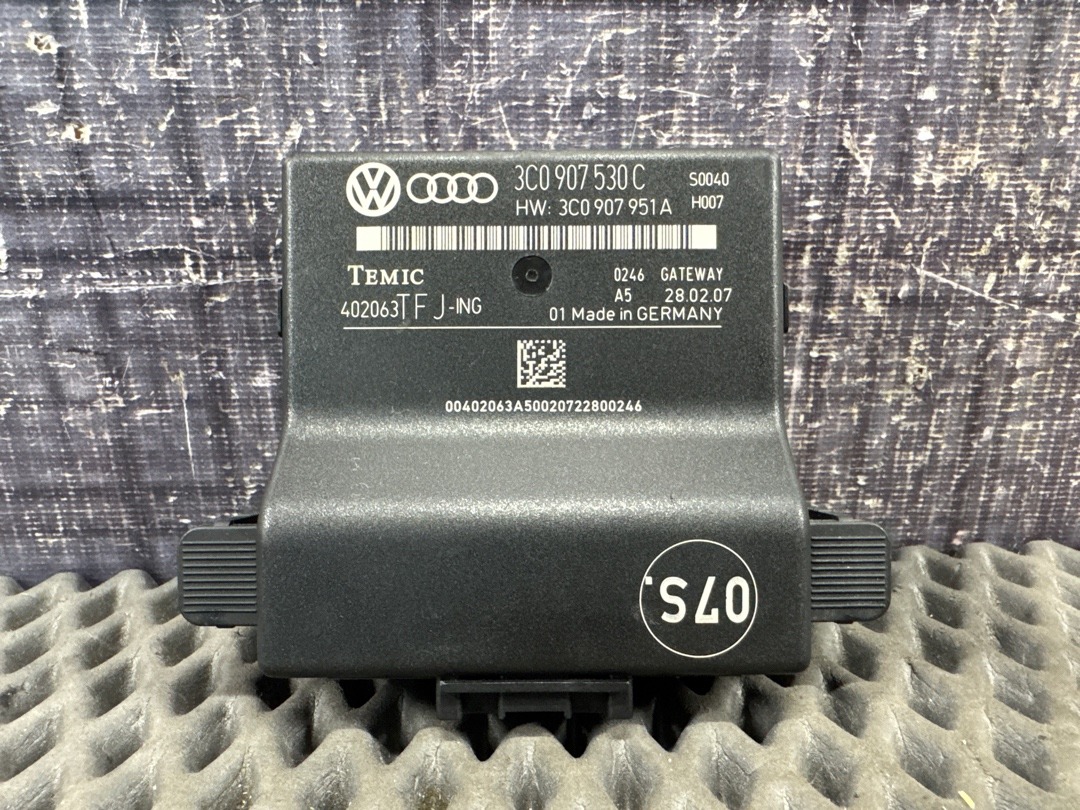 3C0 907 530 C
S0040
HW: 3C0 907 951 A
H007
TEMIC
0246 GATEWAY
A5 28.02.07
402063TF J-ING
01 Made in GERMANY
00402063A50020722800246
07S.